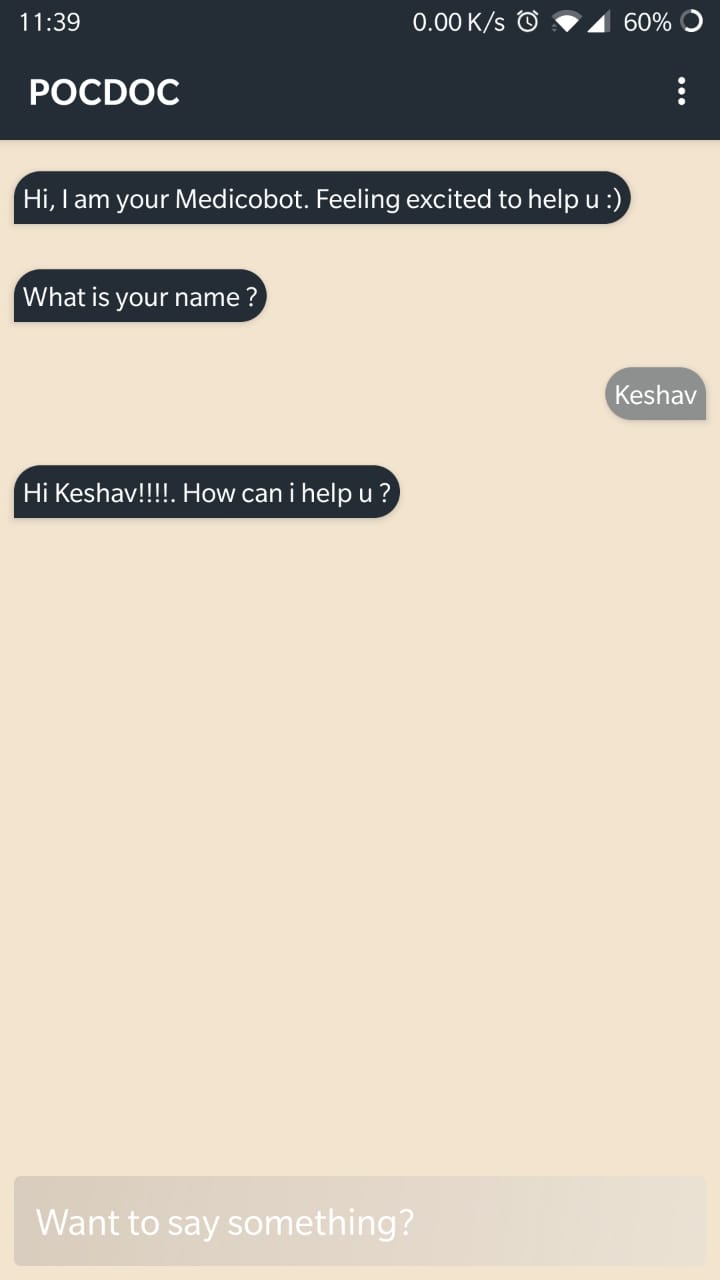 11:39 0.00 K/s 60%
POCDOC
Hi, I am your Medicobot. Feeling excited to help u :)
What is your name ?
Keshav
Hi Keshav!!!!. How can i help u ?
Want to say something?